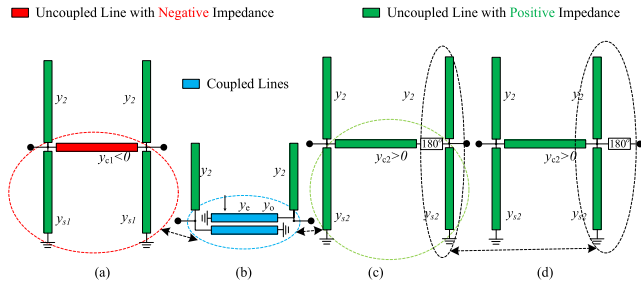 Uncoupled Line with Negative Impedance
Uncoupled Line with Positive Impedance
Coupled Lines
y2
y2
yc1<0
ys1
ys1
y2
y2
ye
yo
y2
y2
180°
yc2>0
ys2
ys2
y2
y2
180°
yc2>0
ys2
ys2
(a)
(b)
(c)
(d)